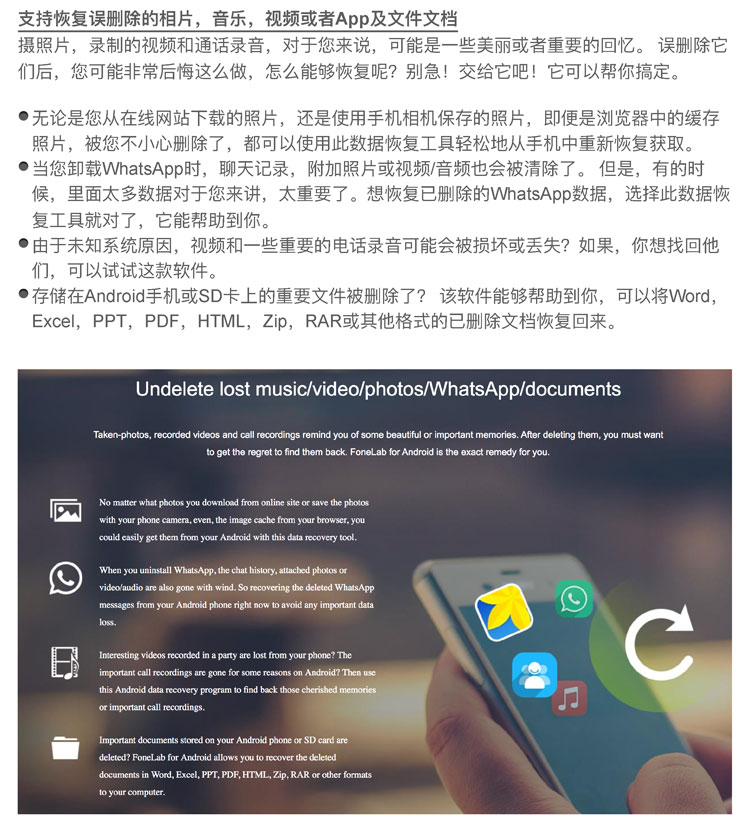 支持恢复误删除的相片，音乐，视频或者App及文件文档
摄照片，录制的视频和通话录音，对于您来说，可能是一些美丽或者重要的回忆。 误删除它
们后，您可能非常后悔这么做，怎么能够恢复呢？别急！交给它吧！它可以帮你搞定。
●无论是您从在线网站下载的照片，还是使用手机相机保存的照片，即便是浏览器中的缓存
照片，被您不小心删除了，都可以使用此数据恢复工具轻松地从手机中重新恢复获取。
●当您卸载WhatsApp时，聊天记录，附加照片或视频/音频也会被清除了。 但是，有的时
候，里面太多数据对于您来讲，太重要了。想恢复已删除的WhatsApp数据，选择此数据恢
复工具就对了，它能帮助到你。
●由于未知系统原因，视频和一些重要的电话录音可能会被损坏或丢失？如果，你想找回他
们，可以试试这款软件。
●存储在Android手机或SD卡上的重要文件被删除了？ 该软件能够帮助到你，可以将Word，
Excel，PPT，PDF，HTML，Zip，RAR或其他格式的已删除文档恢复回来。
Undelete lost music/video/photos/WhatsApp/documents
Taken-photos, recorded videos and call recordings remind you of some beautiful or important memories. After deleting them, you must want
to get the regret to find them back. FoneLab for Android is the exact remedy for you.
No matter what photos you download from online site or save the photos
with your phone camera, even, the image cache from your browser, you
could easily get them from your Android with this data recovery tool.
When you uninstall WhatsApp, the chat history, attached photos or
video/audio are also gone with wind. So recovering the deleted WhatsApp
messages from your Android phone right now to avoid any important data
loss.
Interesting videos recorded in a party are lost from your phone? The
important call recordings are gone for some reasons on Android? Then use
this Android data recovery program to find back those cherished memories
or important call recordings.
Important documents stored on your Android phone or SD card are
deleted? FoneLab for Android allows you to recover the deleted
documents in Word, Excel, PPT, PDF, HTML, Zip, RAR or other formats
to your computer.